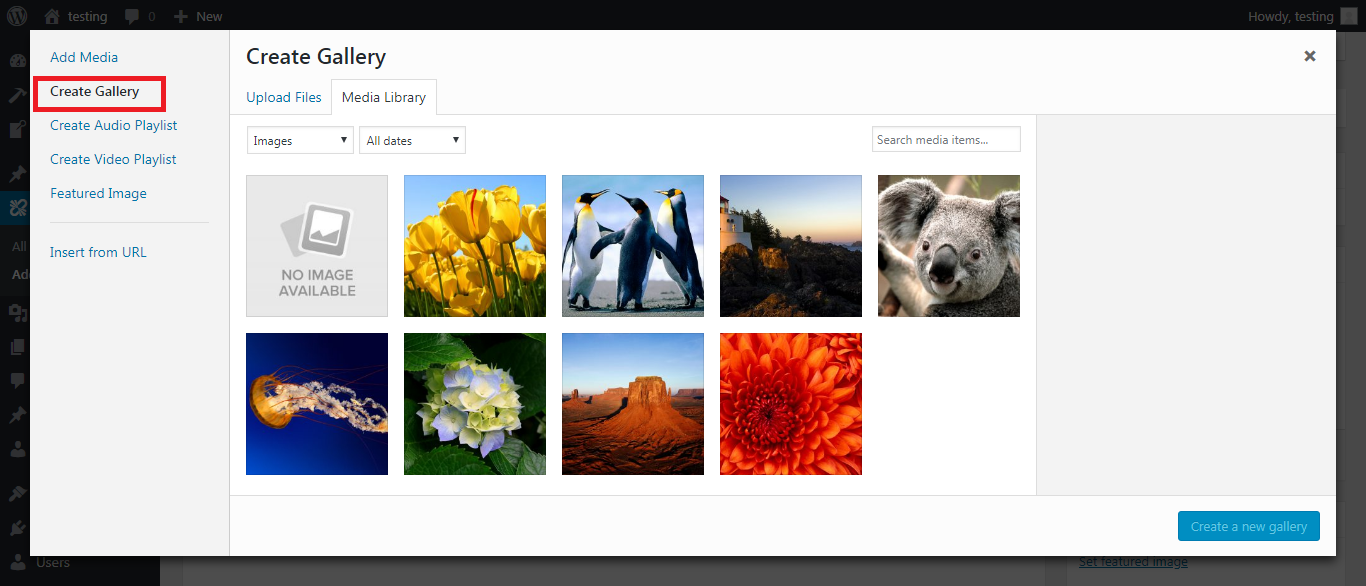 testing
0
New
Howdy, testing
Add Media
Create Gallery
Create Audio Playlist
Create Video Playlist
Featured Image
Insert from URL
Create Gallery
Upload Files
Media Library
Images
All dates
Search media items...
NO IMAGE
AVAILABLE
Create a new gallery
All
Ad
Users
Set featured image